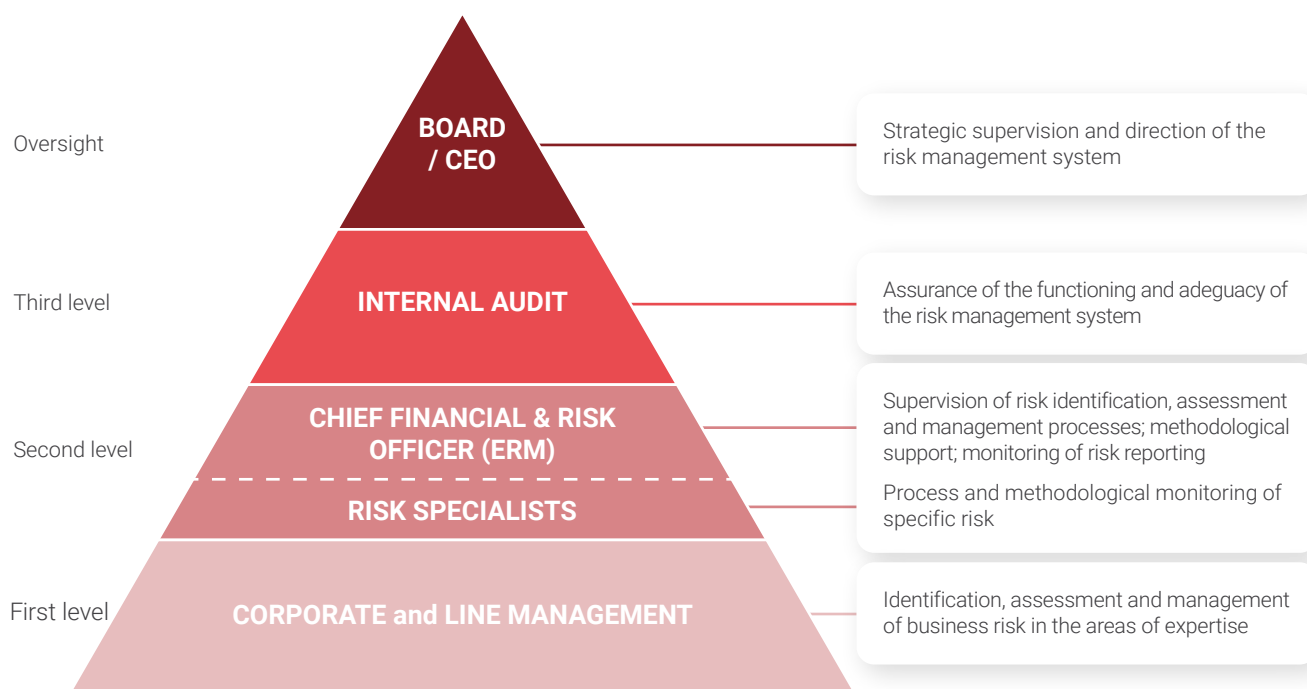 Oversight
BOARD
/ CEO
Strategic supervision and direction of the
risk management system
Third level
INTERNAL AUDIT
Assurance of the functioning and adeguacy of
the risk management system
Second level
CHIEF FINANCIAL & RISK
OFFICER (ERM)
Supervision of risk identification, assessment
and management processes; methodological
support; monitoring of risk reporting
RISK SPECIALISTS
Process and methodological monitoring of
specific risk
First level
CORPORATE and LINE MANAGEMENT
Identification, assessment and management
of business risk in the areas of expertise